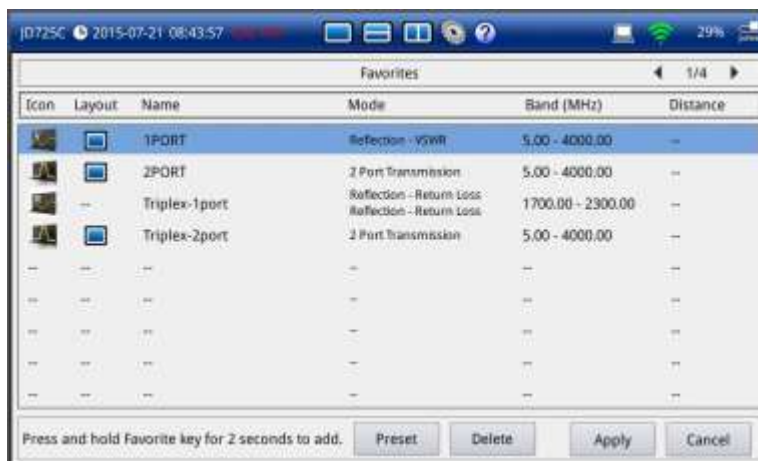 JD725C 2015-07-21 08:43:57 29%
Favorites 1/4
Icon Layout Name Mode Band (MHz) Distance
1PORT Reflection - VSWR 5.00 - 4000.00 --
2PORT 2 Port Transmission 5.00 - 4000.00 --
-- Triplex-1port Reflection - Return Loss 1700.00 - 2300.00 --
Reflection - Return Loss
Triplex-2port 2 Port Transmission 5.00 - 4000.00 --
-- -- -- -- -- --
-- -- -- -- -- --
-- -- -- -- -- --
-- -- -- -- -- --
-- -- -- -- -- --
Press and hold Favorite key for 2 seconds to add. Preset Delete Apply Cancel